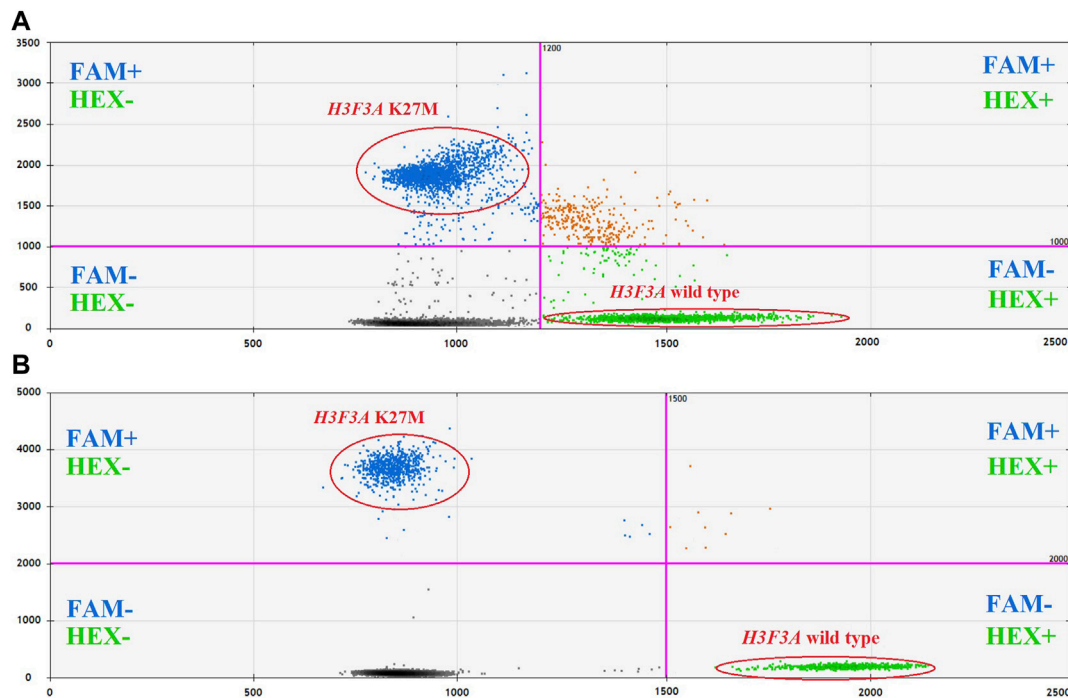 A
3500
3000
2500
2000
1500
1000
500
0
0
500
1000
1500
2000
2500
1200
1000
FAM+
HEX-
H3F3A K27M
FAM+
HEX+
FAM-
HEX-
H3F3A wild type
FAM-
HEX+
B
5000
4000
3000
2000
1000
0
0
500
1000
1500
2000
2500
1500
2000
FAM+
HEX-
H3F3A K27M
FAM+
HEX+
FAM-
HEX-
H3F3A wild type
FAM-
HEX+